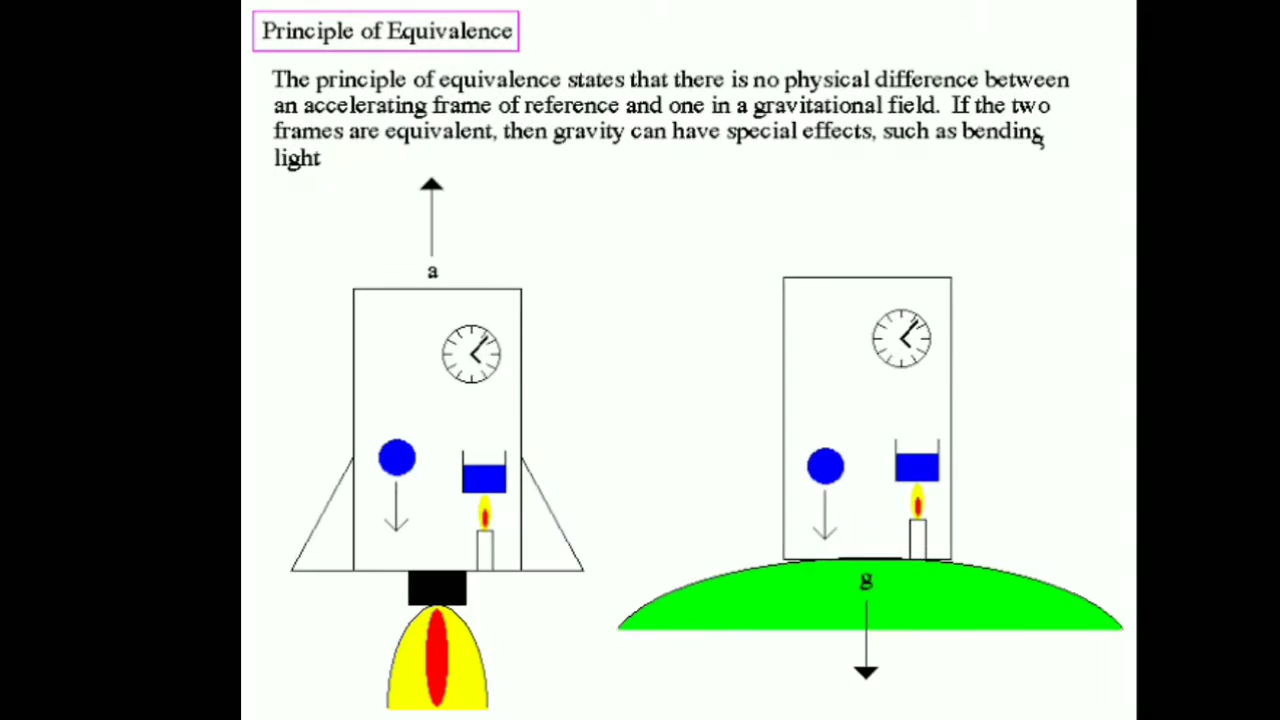 Principle of Equivalence
The principle of equivalence states that there is no physical difference between
an accelerating frame of reference and one in a gravitational field. If the two
frames are equivalent, then gravity can have special effects, such as bending
light
a
g